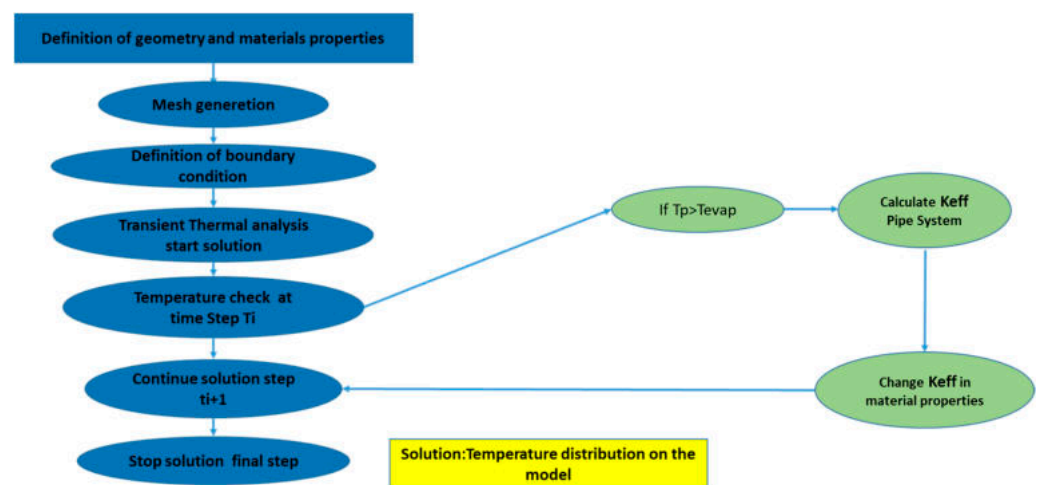 Definition of geometry and materials properties
Mesh generetion
Definition of boundary
condition
Transient Thermal analysis
start solution
Temperature check at
time Step Ti
Continue solution step
ti+1
Stop solution final step
If Tp>Tevap
Calculate Keff
Pipe System
Change Keff in
material properties
Solution:Temperature distribution on the
model